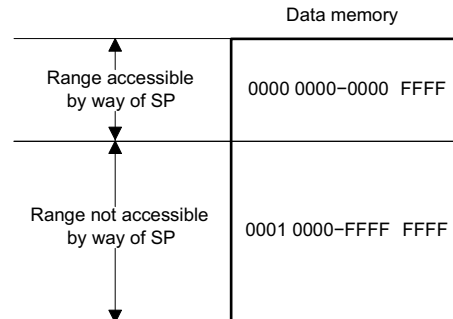 Data memory
Range accessible
by way of SP
0000 0000−0000 FFFF
Range not accessible
by way of SP
0001 0000−FFFF FFFF